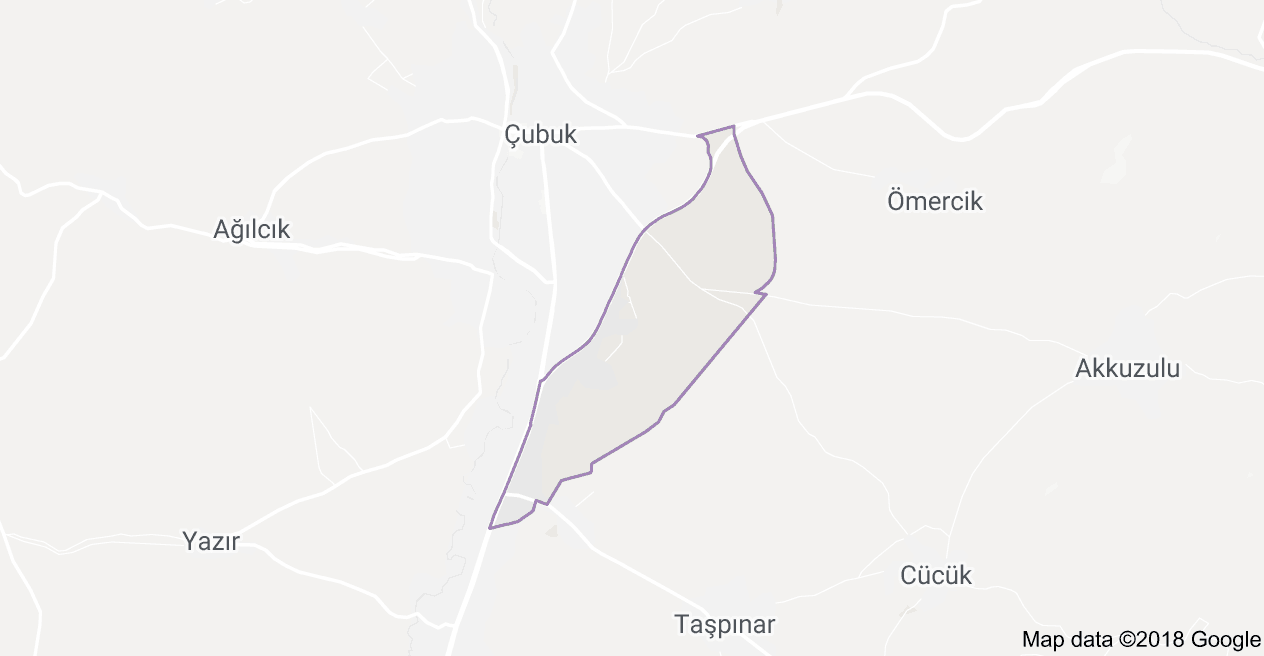 Çubuk
Ömercik
Ağılcık
Akkuzulu
Yazır
Cücük
Taşpınar
Map data ©2018 Google